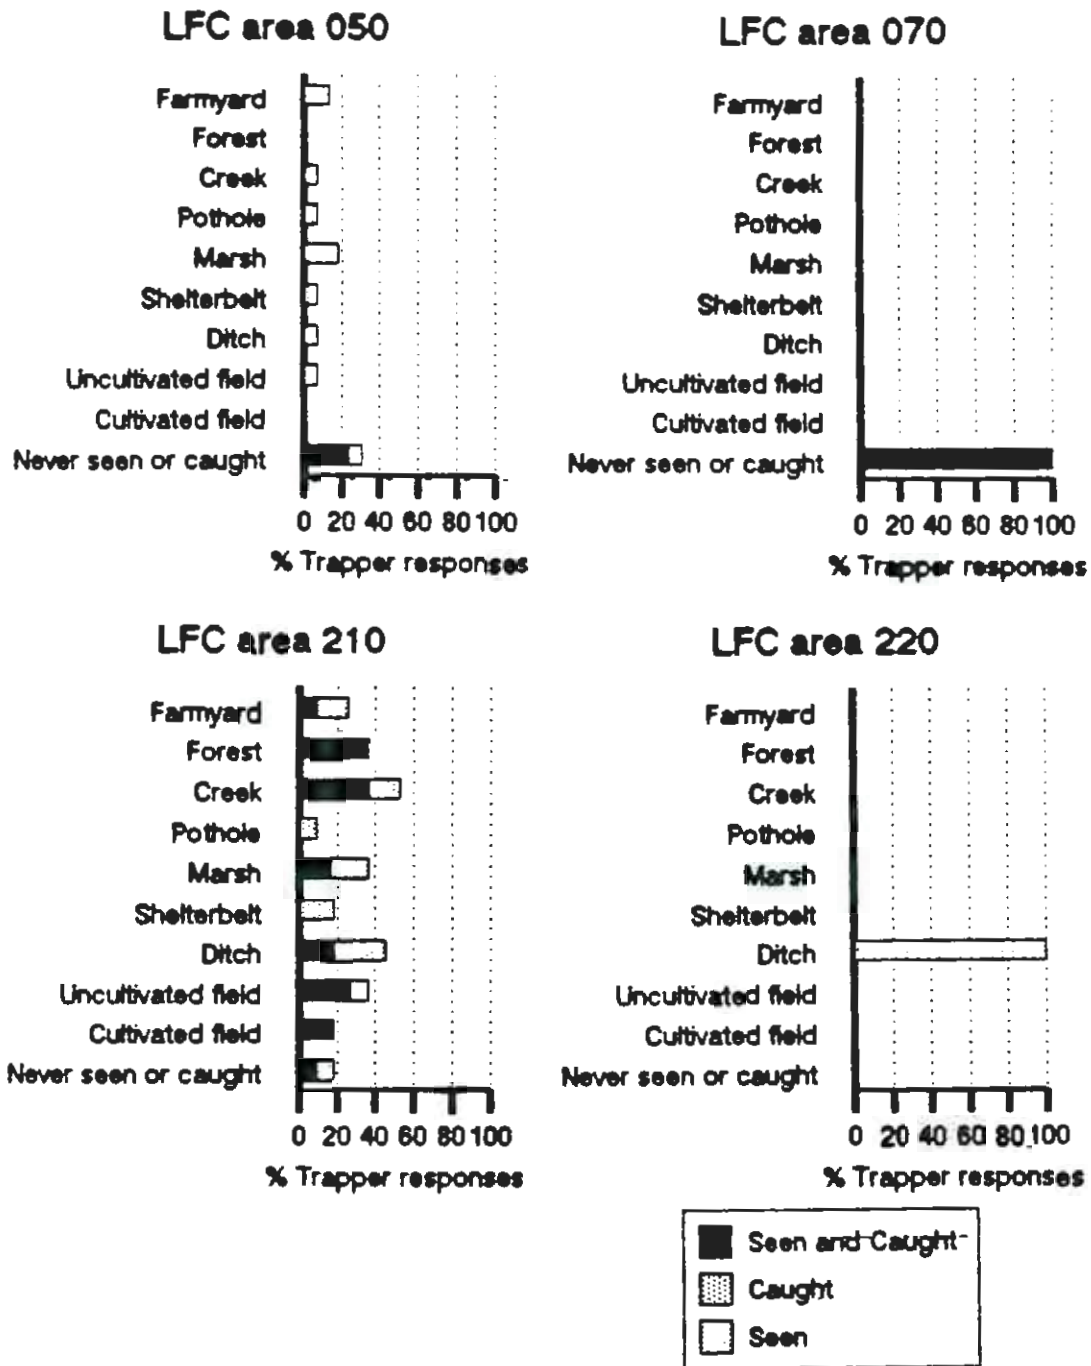 LFC area 050
Farmyard
Forest
Creek
Pothole
Marsh
Shelterbelt
Ditch
Uncultivated field
Cultivated field
Never seen or caught
0 20 40 60 80 100
% Trapper responses
LFC area 070
Farmyard
Forest
Creek
Pothole
Marsh
Shelterbelt
Ditch
Uncultivated field
Cultivated field
Never seen or caught
0 20 40 60 80 100
% Trapper responses
LFC area 210
Farmyard
Forest
Creek
Pothole
Marsh
Shelterbelt
Ditch
Uncultivated field
Cultivated field
Never seen or caught
0 20 40 60 80 100
% Trapper responses
LFC area 220
Farmyard
Forest
Creek
Pothole
Marsh
Shelterbelt
Ditch
Uncultivated field
Cultivated field
Never seen or caught
0 20 40 60 80 100
% Trapper responses
Seen and Caught
Caught
Seen